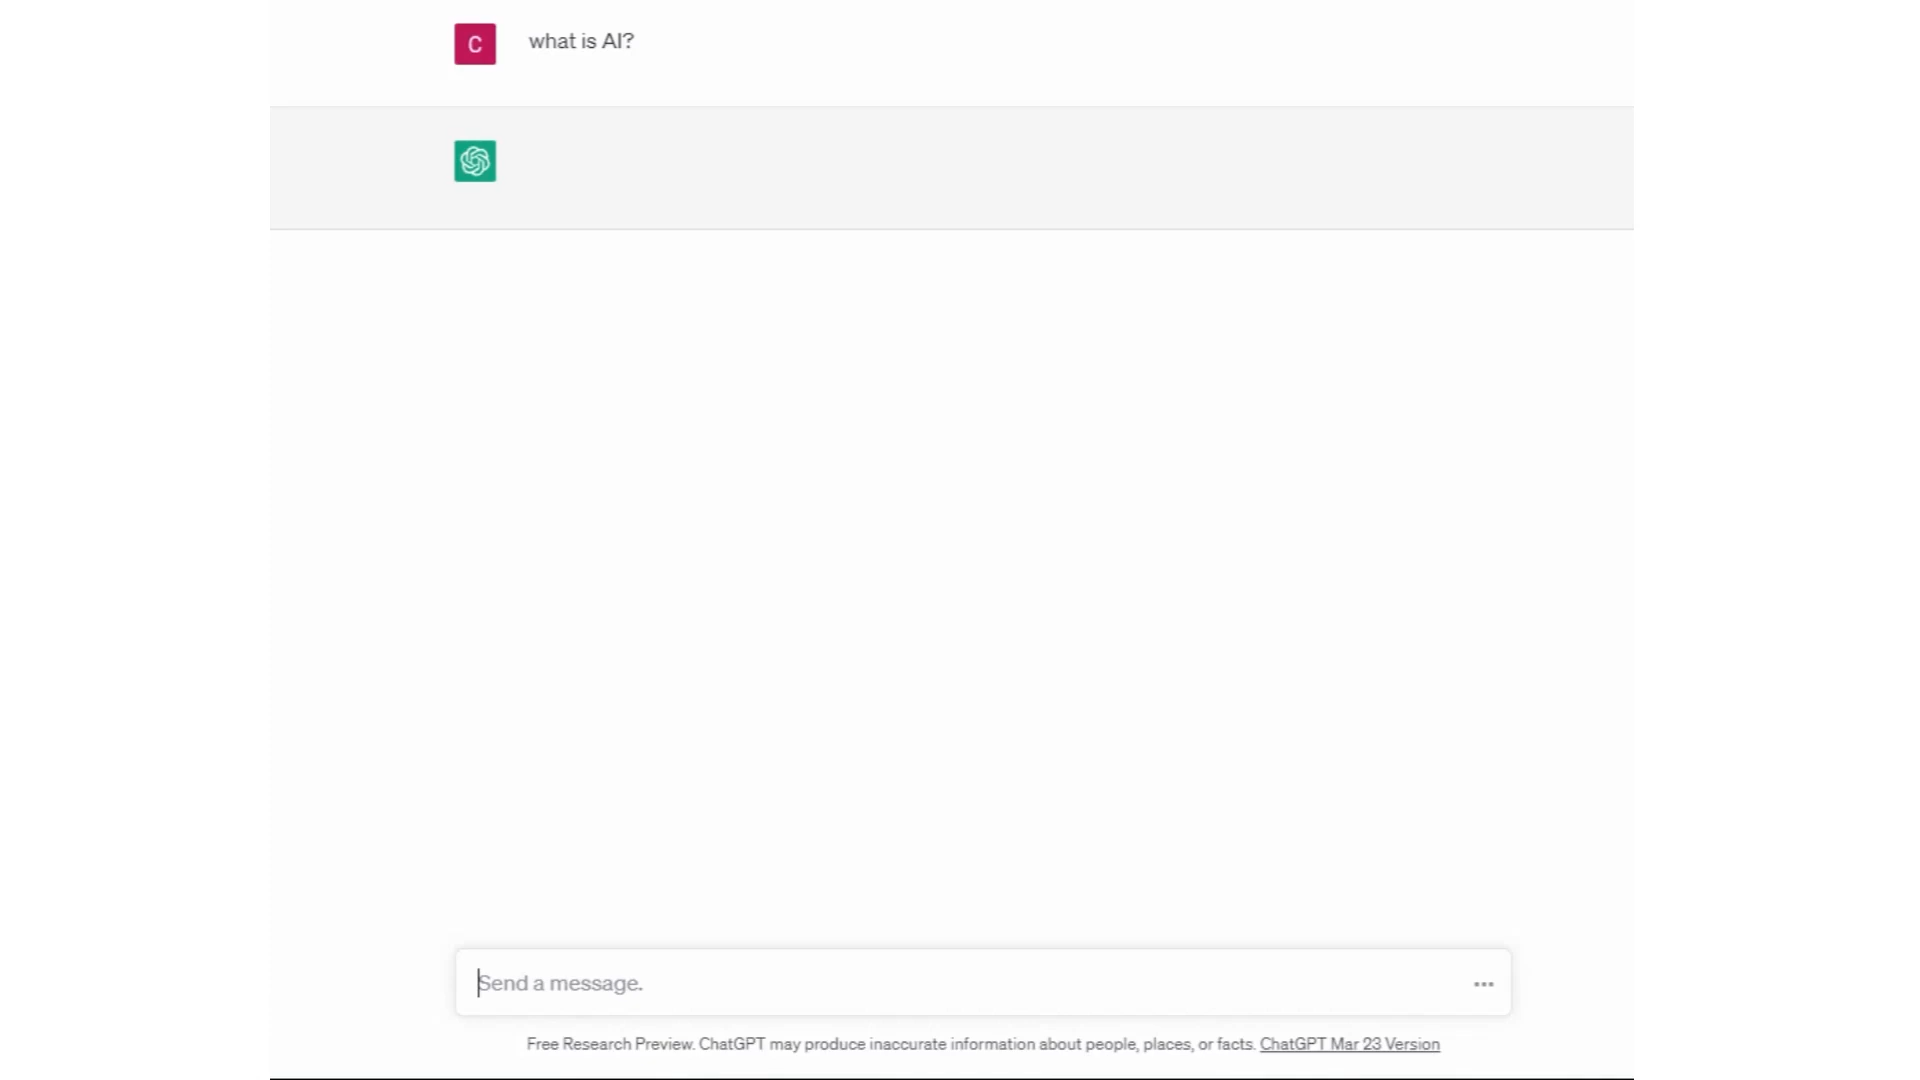 C
what is AI?
Send a message.
Free Research Preview. ChatGPT may produce inaccurate information about people, places, or facts. ChatGPT Mar 23 Version